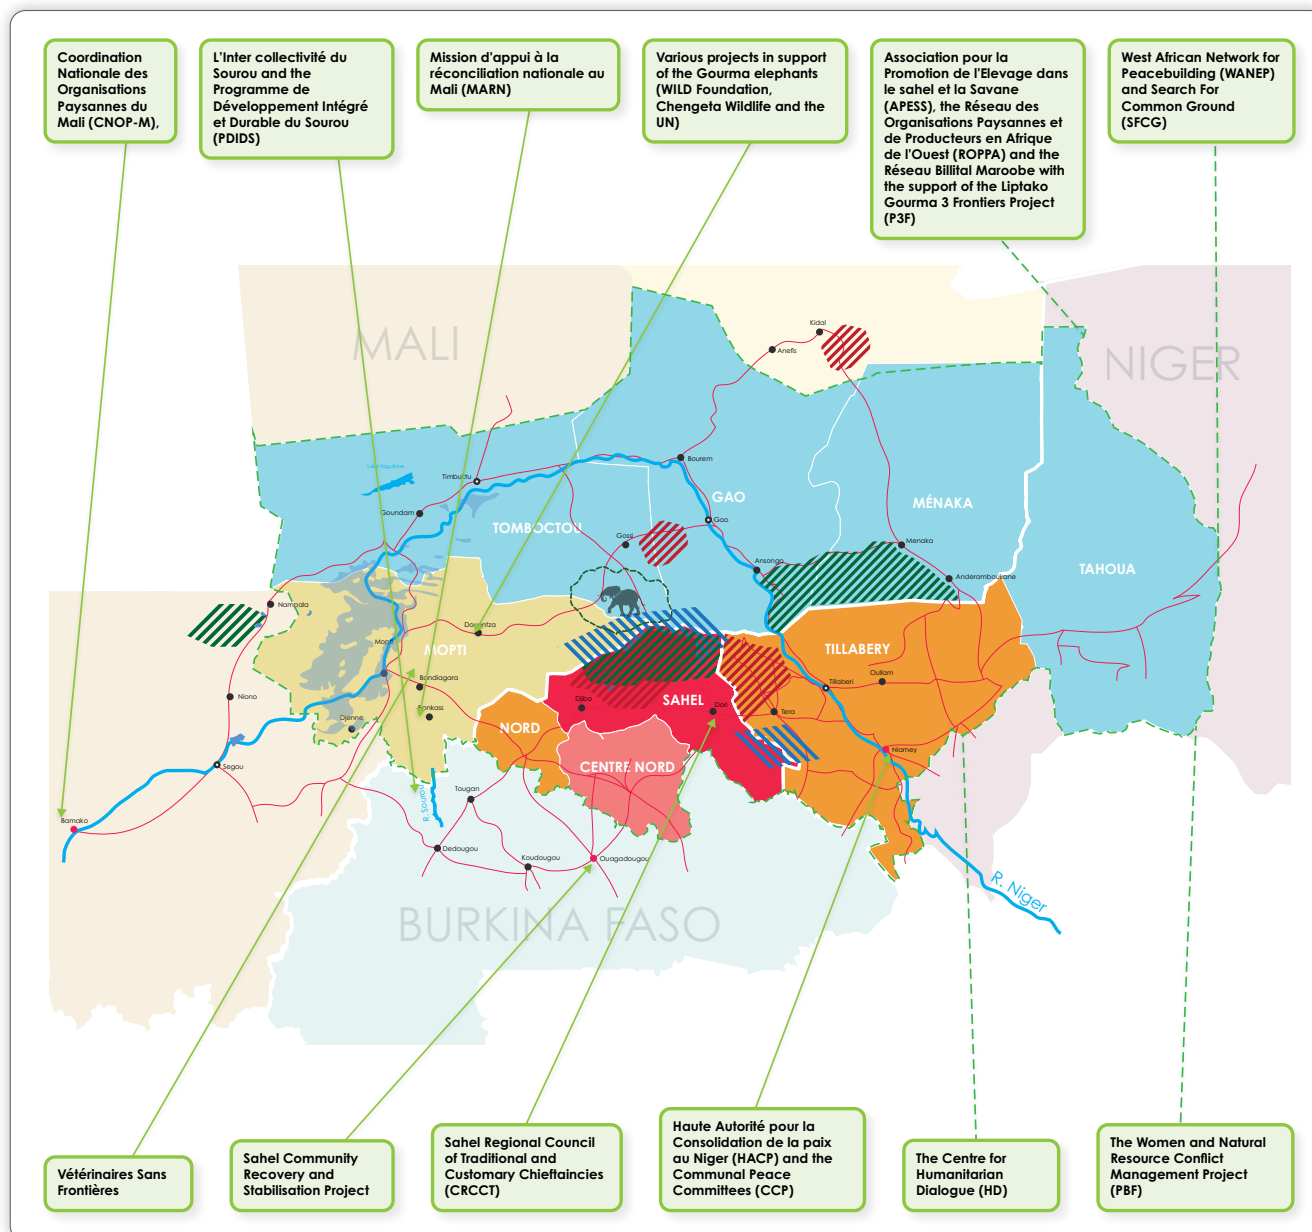 Coordination
Nationale des
Organisations
Paysannes du
Mali (CNOP-M),
L'Inter collectivité du
Sourou and the
Programme de
Développement Intégré
et Durable du Sourou
(PDIDS)
Mission d'appui à la
réconciliation nationale au
Mali (MARN)
Various projects in support
of the Gourma elephants
(WILD Foundation,
Chengeta Wildlife and the
UN)
Association pour la
Promotion de l'Elevage dans
le sahel et la Savane
(APESS), the Réseau des
Organisations Paysannes et
de Producteurs en Afrique
de l'Ouest (ROPPA) and the
Réseau Billital Maroobe with
the support of the Liptako
Gourma 3 Frontiers Project
(P3F)
West African Network for
Peacebuilding (WANEP)
and Search For
Common Ground
(SFCG)
MALI
NIGER
Kidal
Anefis
Bourem
Timbuktu
GAO
MÉNAKA
Goundam
TOMBOCTOU
Gao
Gossi
Menaka
Ansongo
TAHOUA
Anderamboukane
Nampala
Douentza
Mopti
MOPTI
TILLABERY
Bandiagara
Oullam
Tillaberi
Niono
SAHEL
Djibo
Dori
Tera
Bankass
Djenne
NORD
Niamey
Segou
CENTRE NORD
R. Sourou
Tougan
Bamako
Dedougou
Koudougou
Ouagadougou
R. Niger
BURKINA FASO
Vétérinaires Sans
Frontières
Sahel Community
Recovery and
Stabilisation Project
Sahel Regional Council
of Traditional and
Customary Chieftaincies
(CRCCT)
Haute Autorité pour la
Consolidation de la paix
au Niger (HACP) and the
Communal Peace
Committees (CCP)
The Centre for
Humanitarian
Dialogue (HD)
The Women and Natural
Resource Conflict
Management Project
(PBF)